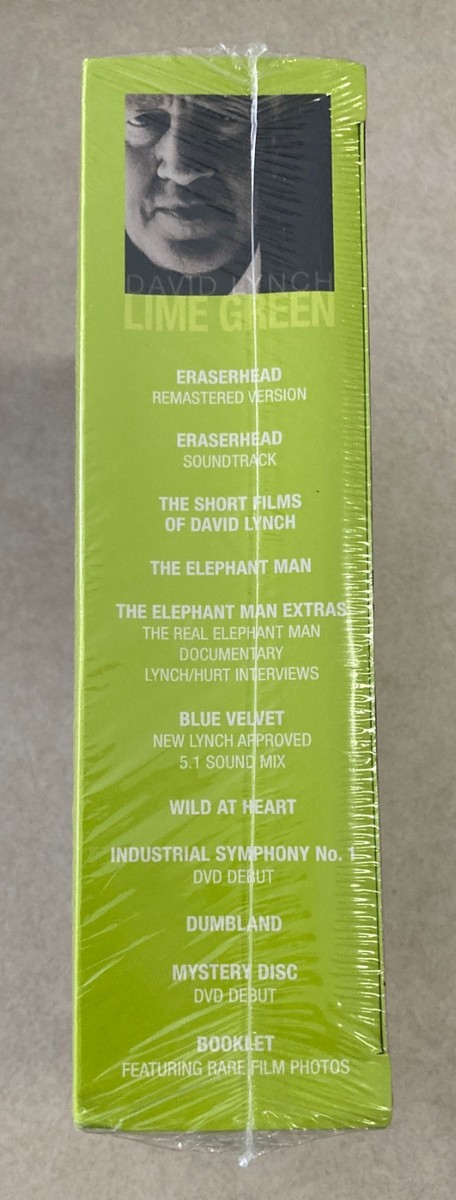 DAVID LYNCH
LIME GREEN
ERASERHEAD
REMASTERED VERSION
ERASERHEAD
SOUNDTRACK
THE SHORT FILMS
OF DAVID LYNCH
THE ELEPHANT MAN
THE ELEPHANT MAN EXTRAS
THE REAL ELEPHANT MAN
DOCUMENTARY
LYNCH/HURT INTERVIEWS
BLUE VELVET
NEW LYNCH APPROVED
5.1 SOUND MIX
WILD AT HEART
INDUSTRIAL SYMPHONY No. 1
DVD DEBUT
DUMBLAND
MYSTERY DISC
DVD DEBUT
BOOKLET
FEATURING RARE FILM PHOTOS